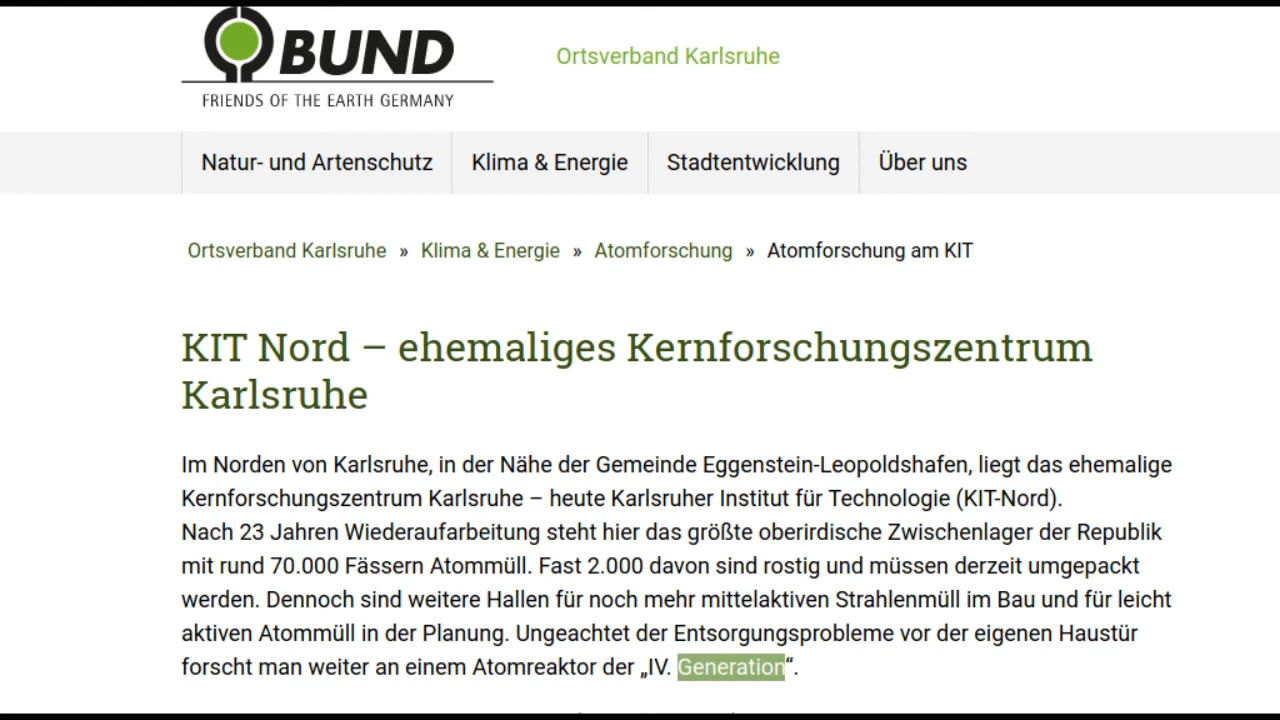 BUND
FRIENDS OF THE EARTH GERMANY
Ortsverband Karlsruhe
Natur- und Artenschutz
Klima & Energie
Stadtentwicklung
Über uns
Ortsverband Karlsruhe » Klima & Energie » Atomforschung » Atomforschung am KIT
KIT Nord – ehemaliges Kernforschungszentrum
Karlsruhe
Im Norden von Karlsruhe, in der Nähe der Gemeinde Eggenstein-Leopoldshafen, liegt das ehemalige
Kernforschungszentrum Karlsruhe – heute Karlsruher Institut für Technologie (KIT-Nord).
Nach 23 Jahren Wiederaufarbeitung steht hier das größte oberirdische Zwischenlager der Republik
mit rund 70.000 Fässern Atommüll. Fast 2.000 davon sind rostig und müssen derzeit umgepackt
werden. Dennoch sind weitere Hallen für noch mehr mittelaktiven Strahlenmüll im Bau und für leicht
aktiven Atommüll in der Planung. Ungeachtet der Entsorgungsprobleme vor der eigenen Haustür
forscht man weiter an einem Atomreaktor der „IV. Generation“.